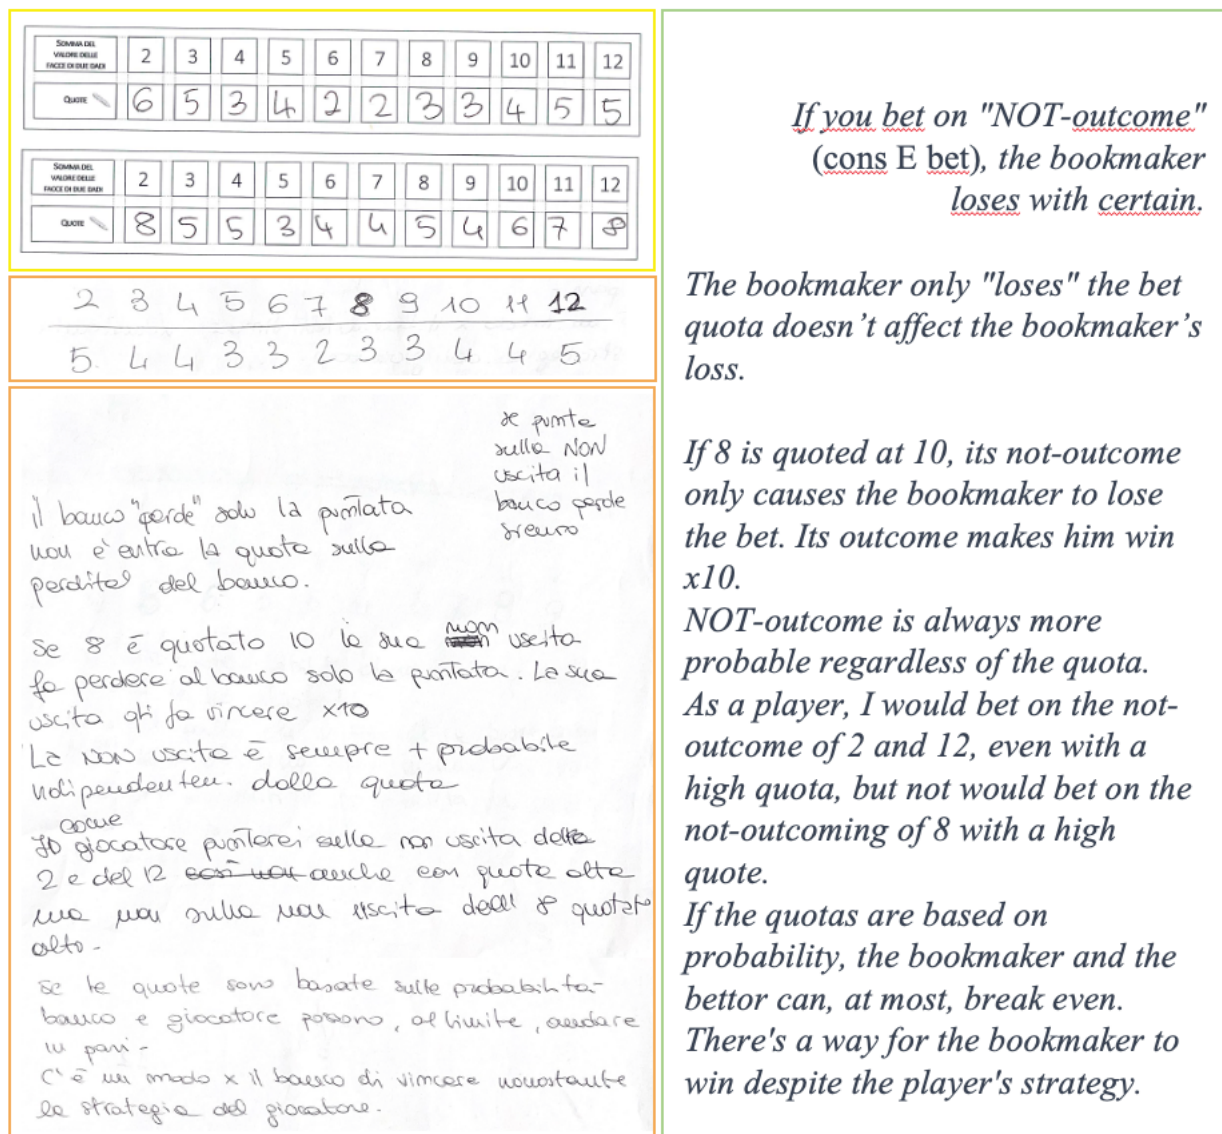 SOMMA DEL VALORE DELLE FACCE DI DUE DADI 2 3 4 5 6 7 8 9 10 11 12
QUOTE 6 5 3 4 2 2 3 3 4 5 5
SOMMA DEL VALORE DELLE FACCE DI DUE DADI 2 3 4 5 6 7 8 9 10 11 12
QUOTE 8 5 5 3 4 4 5 4 6 7 8
2 3 4 5 6 7 8 9 10 11 12
5. 4 4 3 3 2 3 3 4 4 5
se punta
sulla NON
uscita il
banco perde
sicuro
il banco "perde" solo la puntata
non c'entra la quota sulla
perdita del banco.
Se 8 è quotato 10 la sua non uscita
fa perdere al banco solo la puntata. La sua
uscita gli fa vincere x10
La NON uscita è sempre + probabile
indipendentem. dalla quota
come
Io giocatore punterei sulla non uscita della
2 e del 12 anche con quota alta
ma non sulla non uscita dell' 8 quotato
alto -
Se le quote sono basate sulle probabilità -
banco e giocatore possono, al limite, andare
in pari -
C'è un modo x il banco di vincere nonostante
la strategia del giocatore.
If you bet on "NOT-outcome"
(cons E bet), the bookmaker
loses with certain.
The bookmaker only "loses" the bet
quota doesn’t affect the bookmaker’s
loss.
If 8 is quoted at 10, its not-outcome
only causes the bookmaker to lose
the bet. Its outcome makes him win
x10.
NOT-outcome is always more
probable regardless of the quota.
As a player, I would bet on the not-
outcome of 2 and 12, even with a
high quota, but not would bet on the
not-outcoming of 8 with a high
quote.
If the quotas are based on
probability, the bookmaker and the
bettor can, at most, break even.
There's a way for the bookmaker to
win despite the player's strategy.